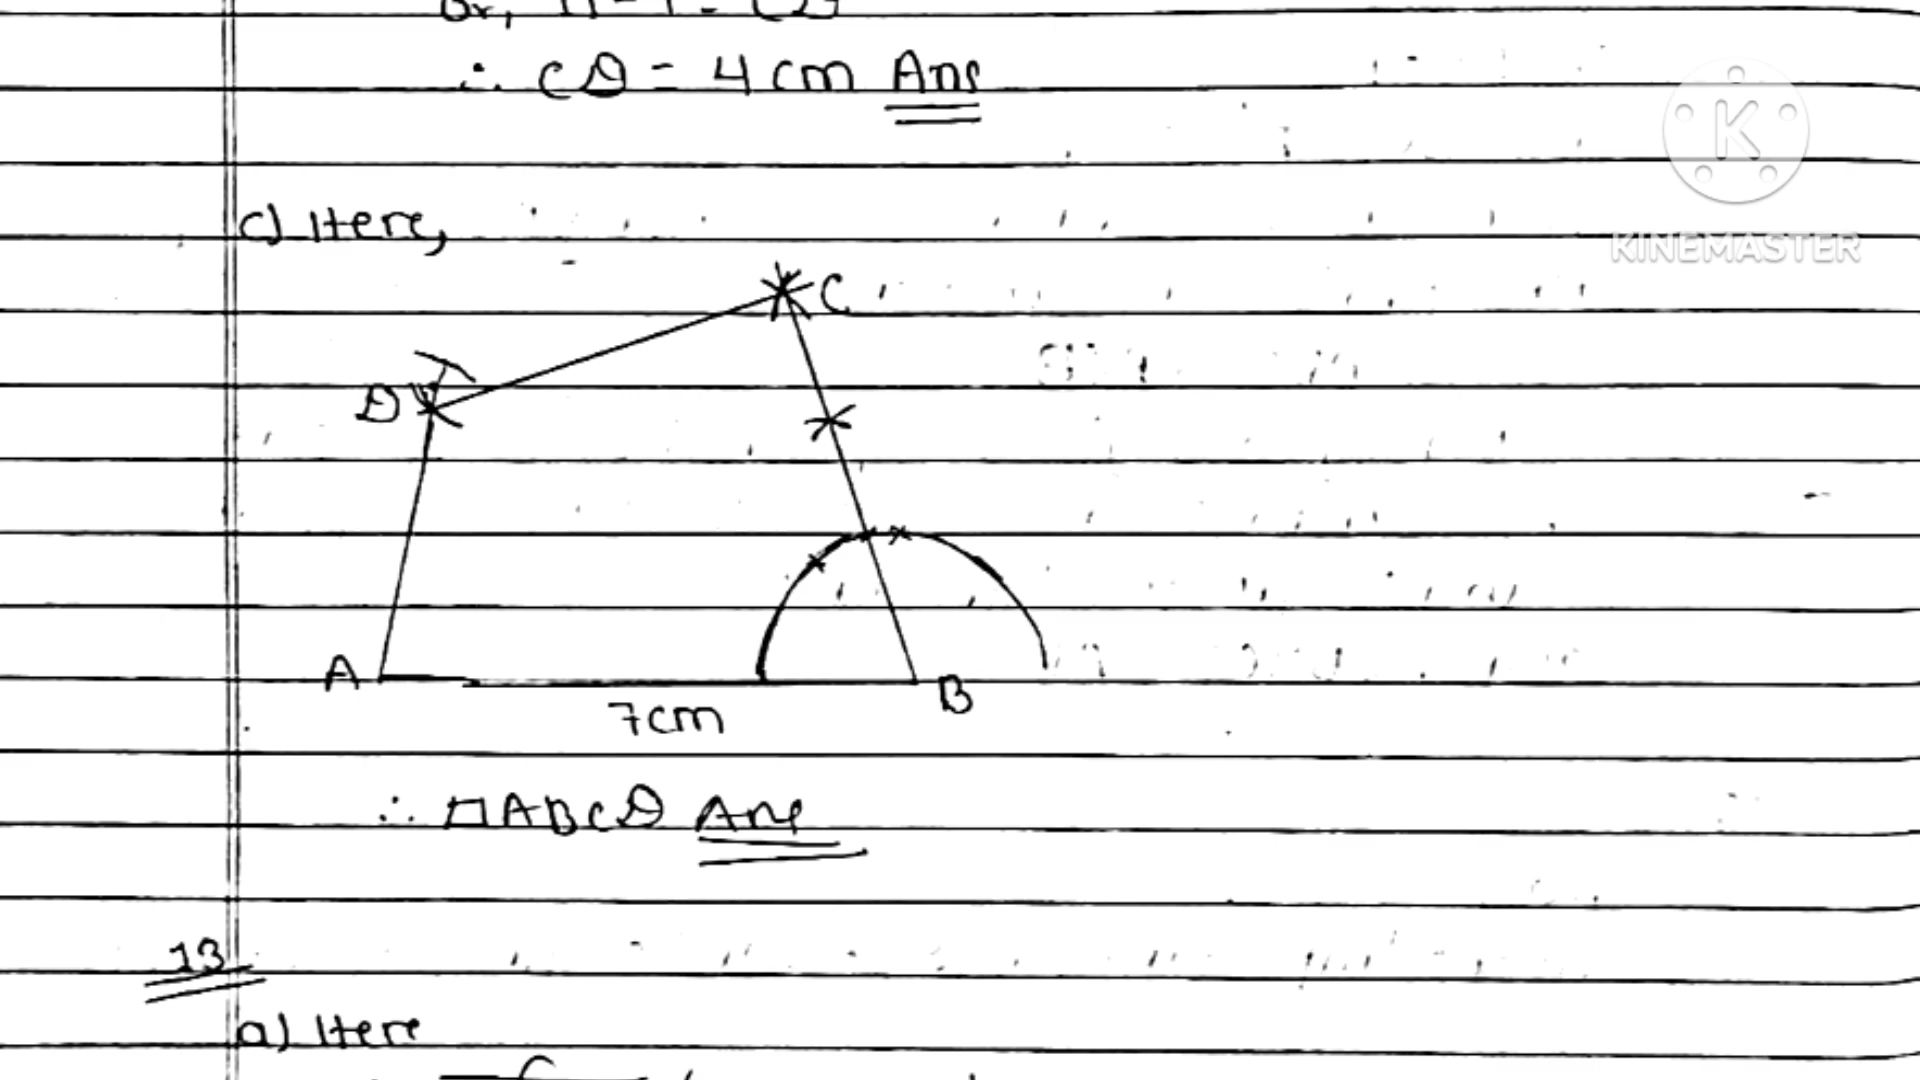 ∴ CD = 4 cm Ans
KINEMASTER
c) Here,
C
D
A
B
7cm
∴ □ABCD Ans
13
a) Here